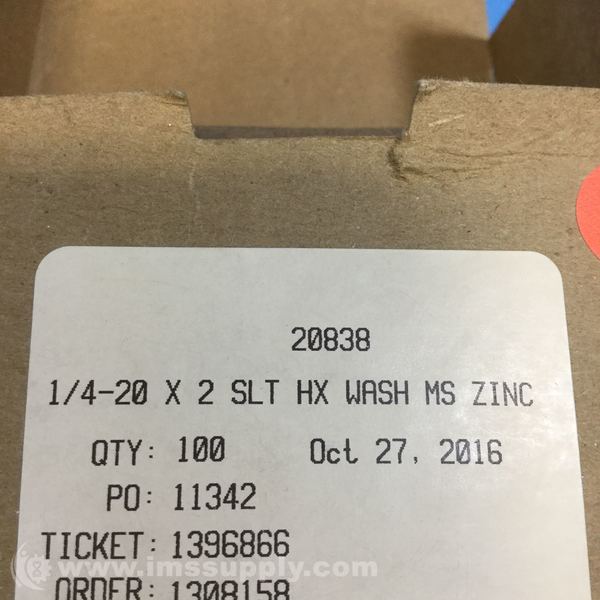 20838
1/4-20 X 2 SLT HX WASH MS ZINC
QTY: 100 Oct 27, 2016
PO: 11342
TICKET: 1396866
www.imssupply.com
ORDER: 1308158